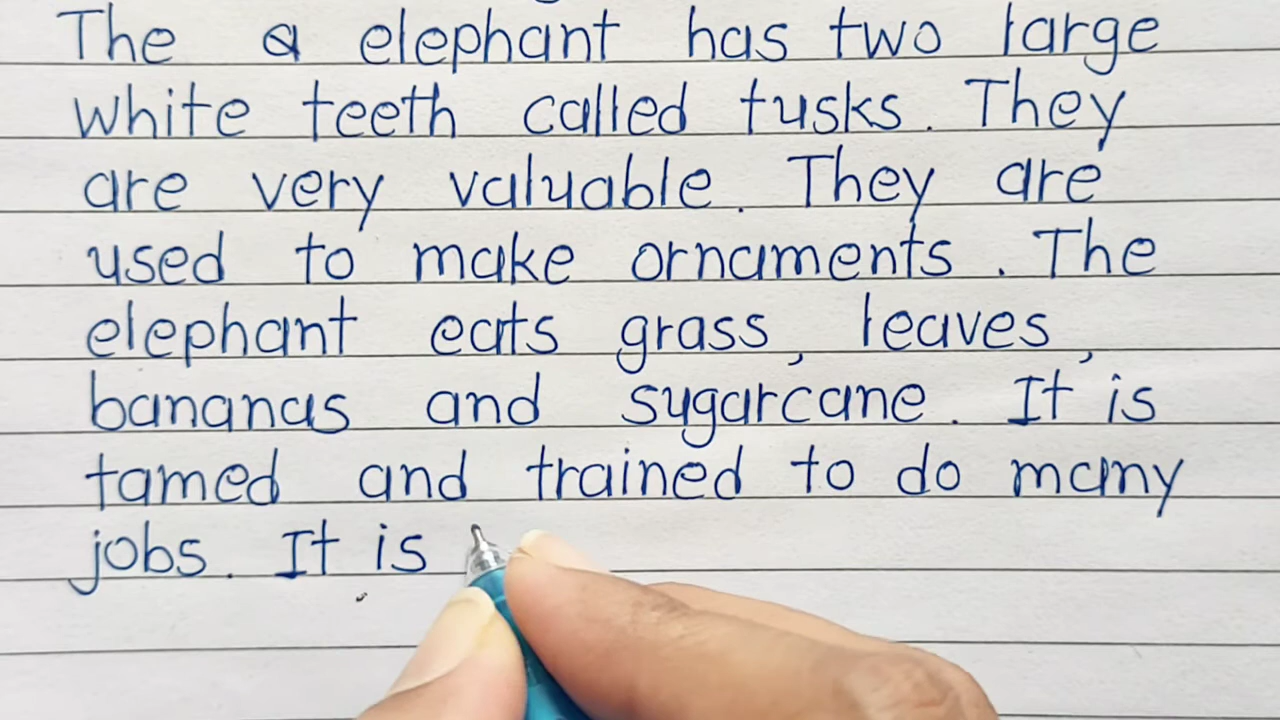 The a elephant has two large
white teeth called tusks. They
are very valuable. They are
used to make ornaments. The
elephant eats grass, leaves,
bananas and sugarcane. It is
tamed and trained to do many
jobs. It is